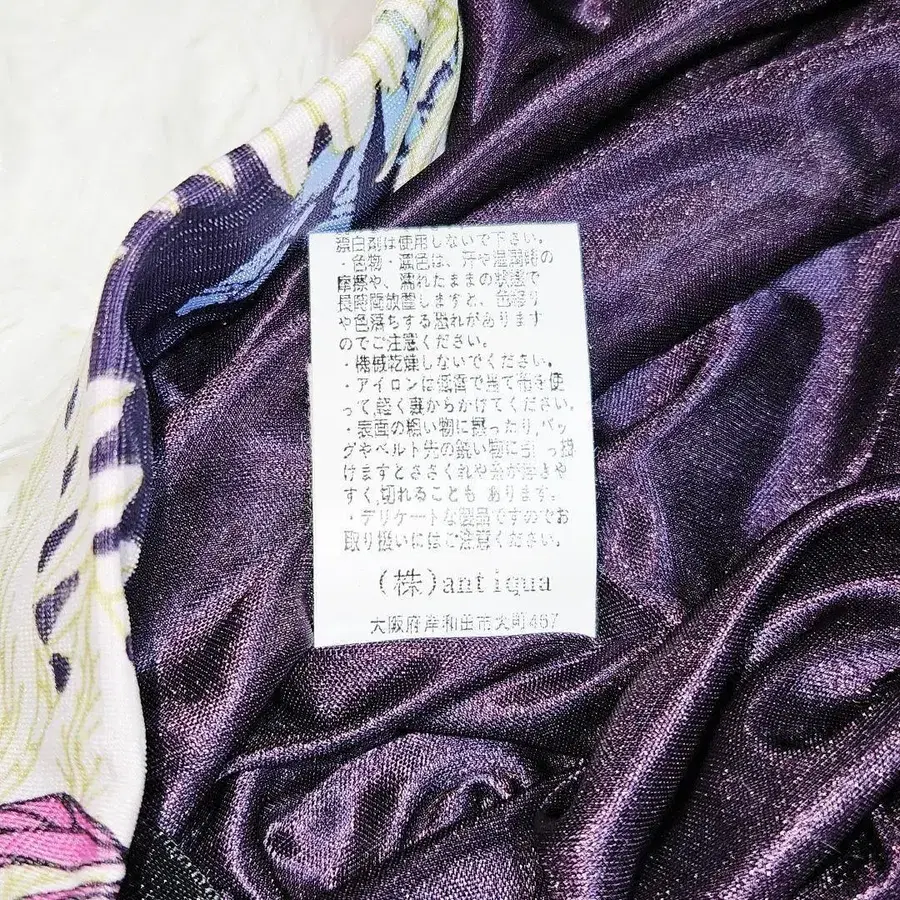 漂白剤は使用しないで下さい。
・色物・濃色は、汗や湿潤時の
摩擦や、濡れたままの状態で
長時間放置しますと、色移り
や色落ちする恐れがあります
のでご注意ください。
・機械乾燥しないでください。
・アイロンは低音で当て布を使
って,軽く裏からかけてください。
・表面の粗い物に擦ったり,バッ
グやベルト先の鋭い物に引っ掛
けますとささくれや糸が浮きや
すく,切れることも あります。
・デリケートな製品ですのでお
取り扱いにはご注意ください。
(株)antiqua
大阪府岸和田市大町467